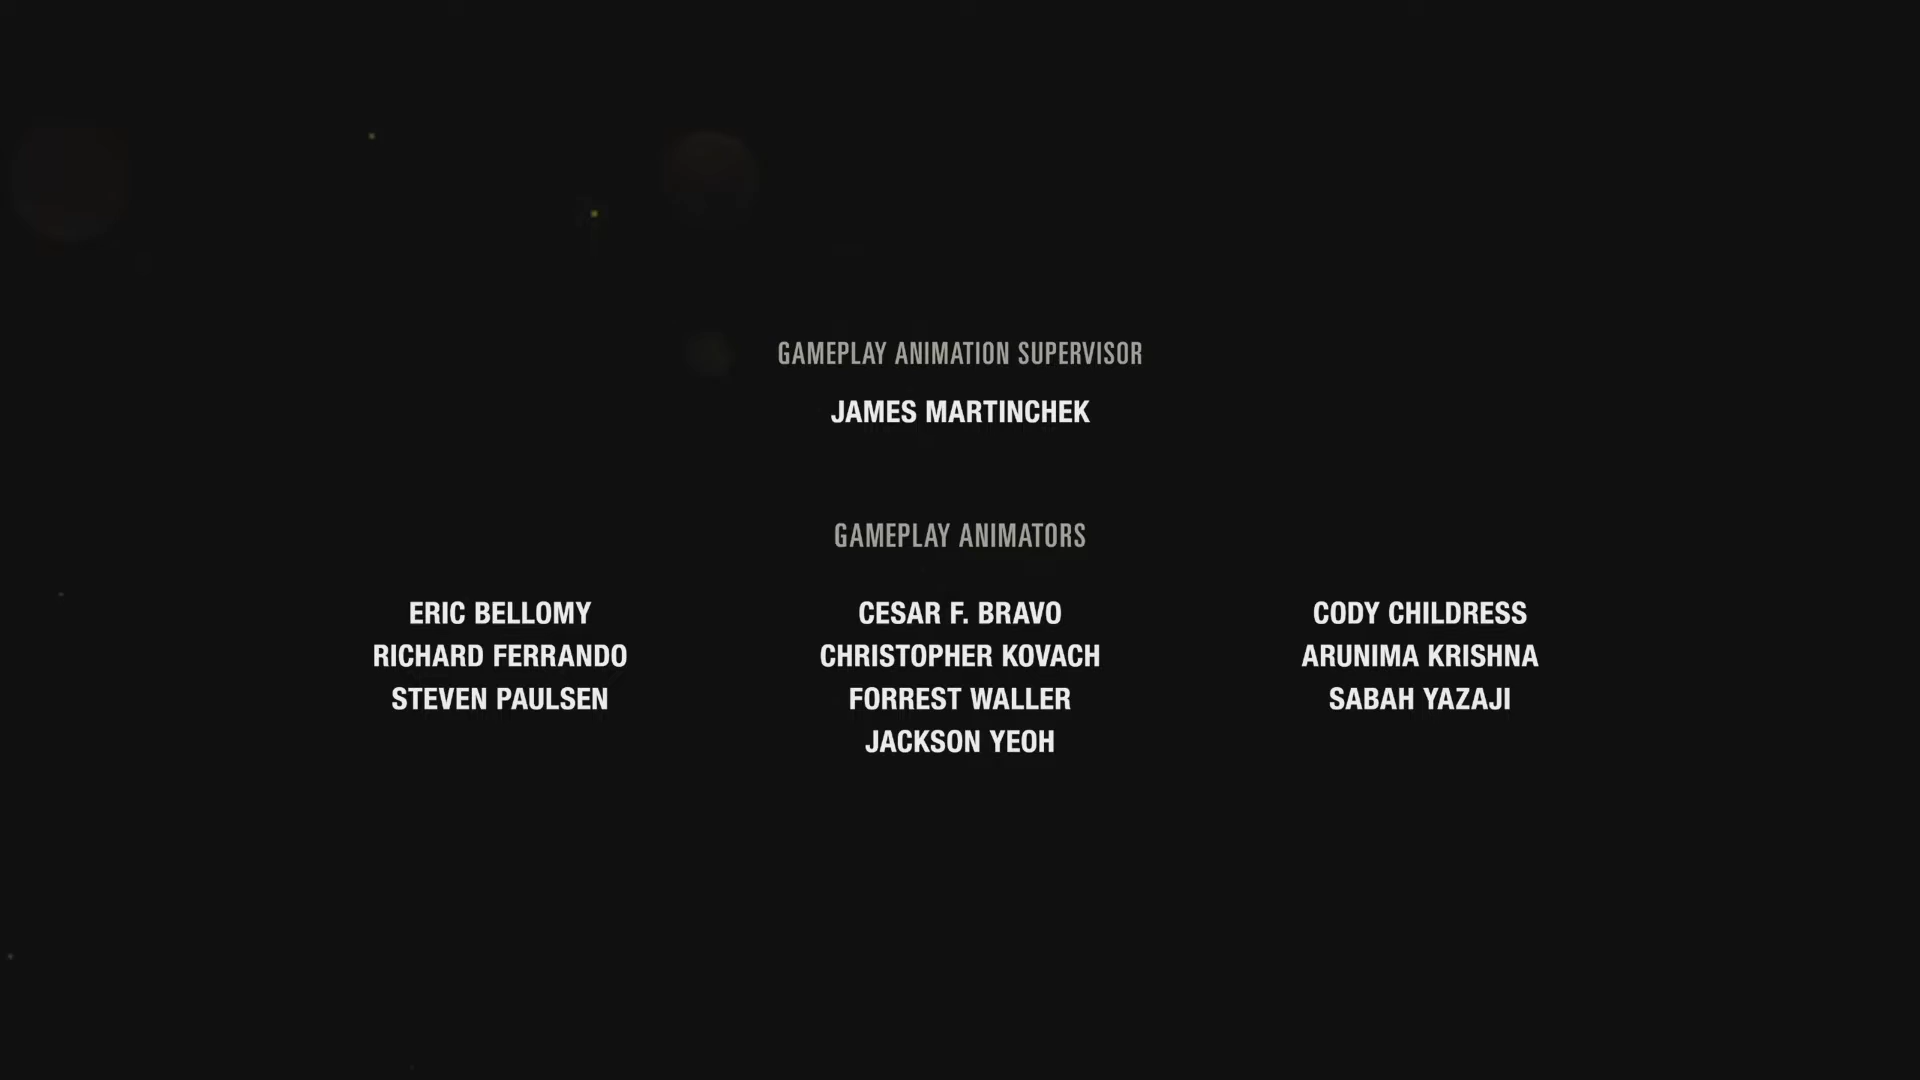 GAMEPLAY ANIMATION SUPERVISOR
JAMES MARTINCHEK
GAMEPLAY ANIMATORS
ERIC BELLOMY CESAR F. BRAVO CODY CHILDRESS
RICHARD FERRANDO CHRISTOPHER KOVACH ARUNIMA KRISHNA
STEVEN PAULSEN FORREST WALLER SABAH YAZAJI
JACKSON YEOH